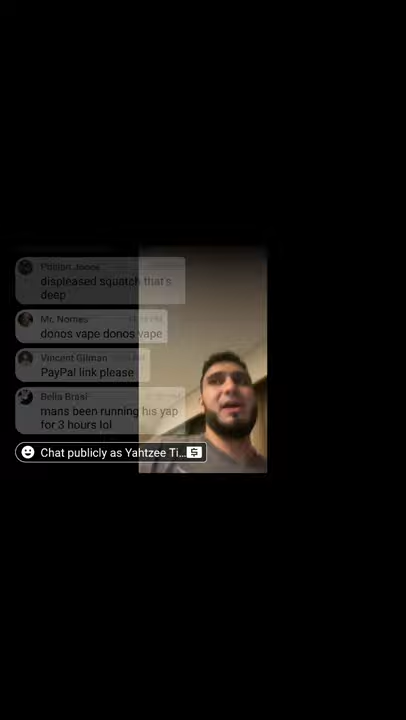 displeased squatch that's
deep
Mr. Nomes
donos vape donos vape
Vincent Gilman
PayPal link please
Bella Brasi
mans been running his yap
for 3 hours lol
Chat publicly as Yahtzee Ti...